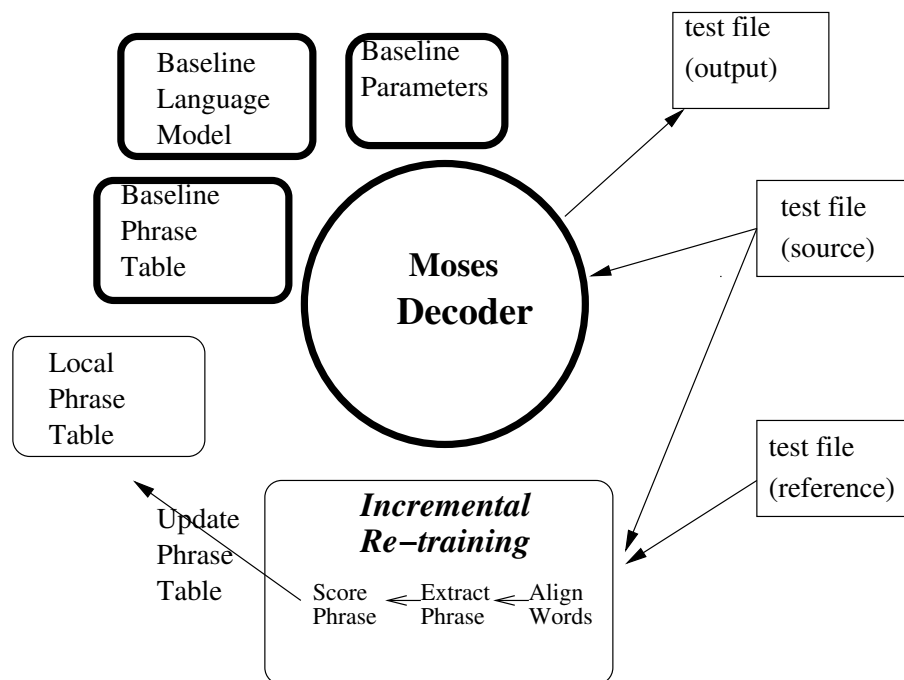 Baseline
Language
Model
Baseline
Parameters
test file
(output)
Baseline
Phrase
Table
test file
(source)
Moses
Decoder
Local
Phrase
Table
test file
(reference)
Incremental
Re−training
Update
Phrase
Table
Score
Phrase
Extract
Phrase
Align
Words